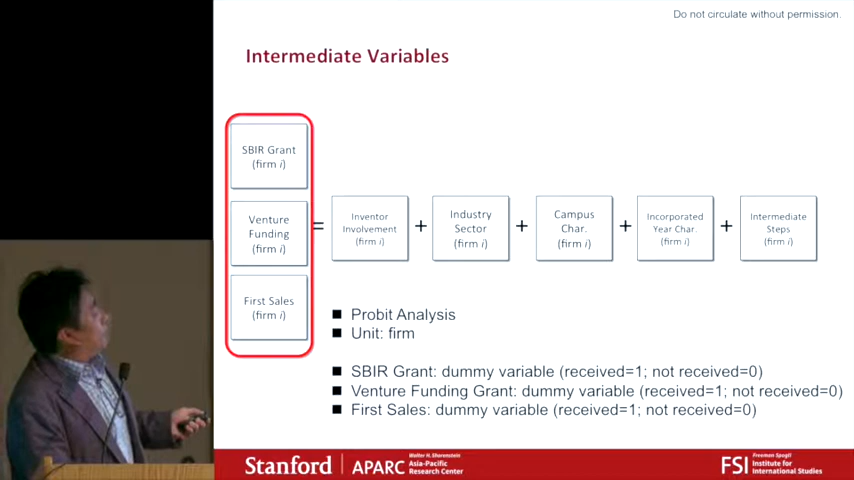 Do not circulate without permission.
Intermediate Variables
SBIR Grant
(firm i)
Venture
Funding
(firm i)
First Sales
(firm i)
=
Inventor
Involvement
(firm i)
+
Industry
Sector
(firm i)
+
Campus
Char.
(firm i)
+
Incorporated
Year Char.
(firm i)
+
Intermediate
Steps
(firm i)
■ Probit Analysis
■ Unit: firm
■ SBIR Grant: dummy variable (received=1; not received=0)
■ Venture Funding Grant: dummy variable (received=1; not received=0)
■ First Sales: dummy variable (received=1; not received=0)
Stanford | APARC
Walter H. Shorenstein
Asia-Pacific
Research Center
FSI
Freeman Spogli
Institute for
International Studies